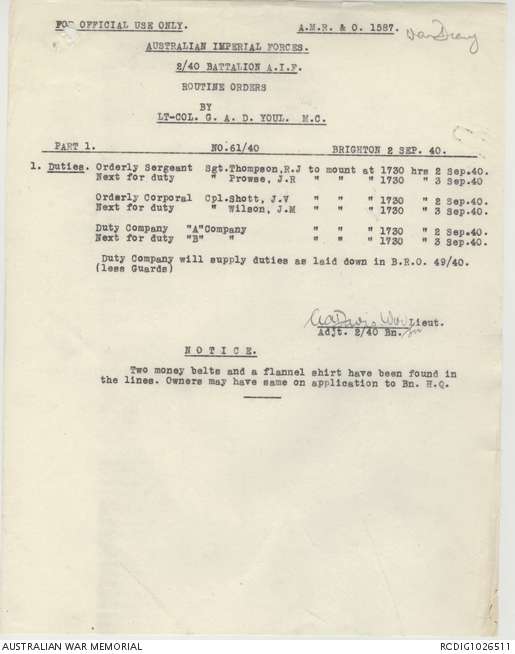 FOR OFFICIAL USE ONLY. A.M.R. & O. 1587. War Diary
AUSTRALIAN IMPERIAL FORCES.
2/40 BATTALION A.I.F.
ROUTINE ORDERS
BY
LT-COL. G. A. D. YOUL. M.C.
PART 1. NO.61/40 BRIGHTON 2 SEP. 40.
1. Duties. Orderly Sergeant Sgt.Thompson,R.J to mount at 1730 hrs 2 Sep.40.
Next for duty " Prowse, J.R " " " 1730 " 3 Sep.40
Orderly Corporal Cpl.Shott, J.V " " " 1730 " 2 Sep.40
Next for duty " Wilson, J.M " " " 1730 " 3 Sep.40
Duty Company "A"Company " " " 1730 " 2 Sep.40
Next for duty "B" " " " " 1730 " 3 Sep.40.
Duty Company will supply duties as laid down in B.R.O. 49/40.
(less Guards)
Lieut.
Adjt. 2/40 Bn.
NOTICE.
Two money belts and a flannel shirt have been found in
the lines. Owners may have same on application to Bn. H.Q.
AUSTRALIAN WAR MEMORIAL RCDIG1026511